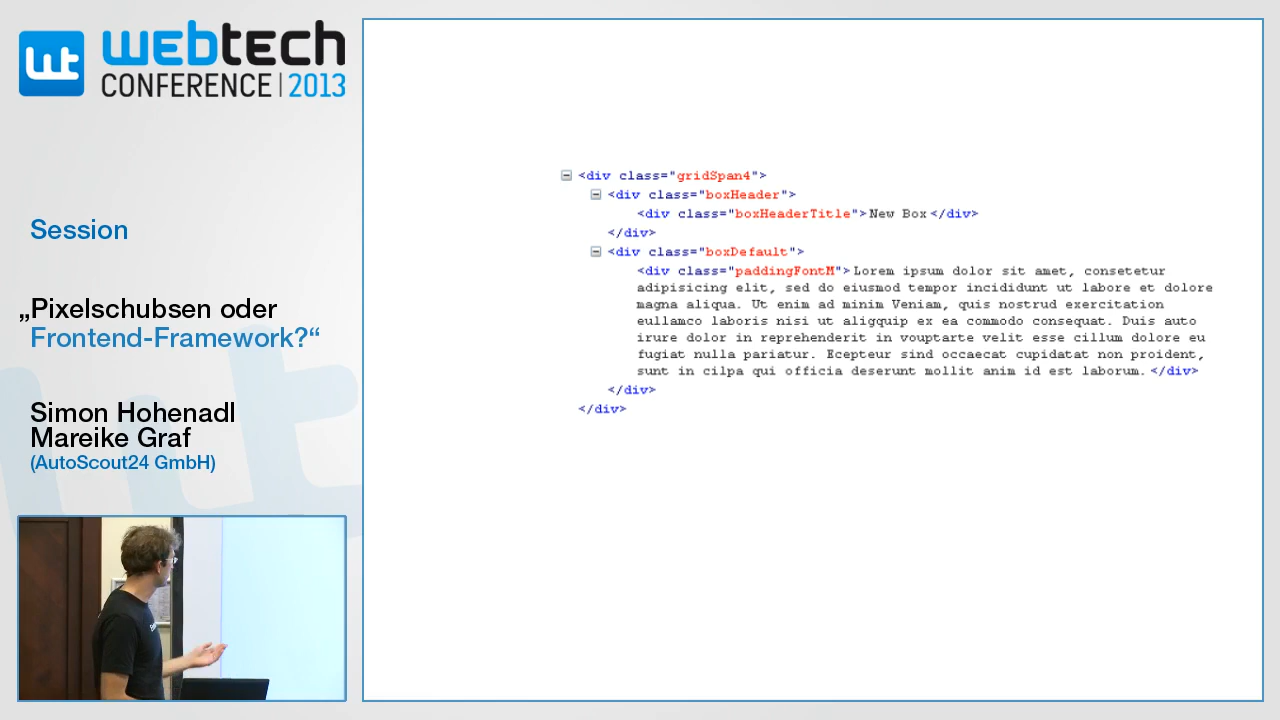 wt webtech
CONFERENCE | 2013
Session
„Pixelschubsen oder
Frontend-Framework?“
Simon Hohenadl
Mareike Graf
(AutoScout24 GmbH)
<div class="gridSpan4">
<div class="boxHeader">
<div class="boxHeaderTitle">New Box</div>
</div>
<div class="boxDefault">
<div class="paddingFontM">Lorem ipsum dolor sit amet, consetetur
adipisicing elit, sed do eiusmod tempor incididunt ut labore et dolore
magna aliqua. Ut enim ad minim Veniam, quis nostrud exercitation
eullamco laboris nisi ut aligquip ex ea commodo consequat. Duis auto
irure dolor in reprehenderit in vouptarte velit esse cillum dolore eu
fugiat nulla pariatur. Ecepteur sind occaecat cupidatat non proident,
sunt in cilpa qui officia deserunt mollit anim id est laborum.</div>
</div>
</div>